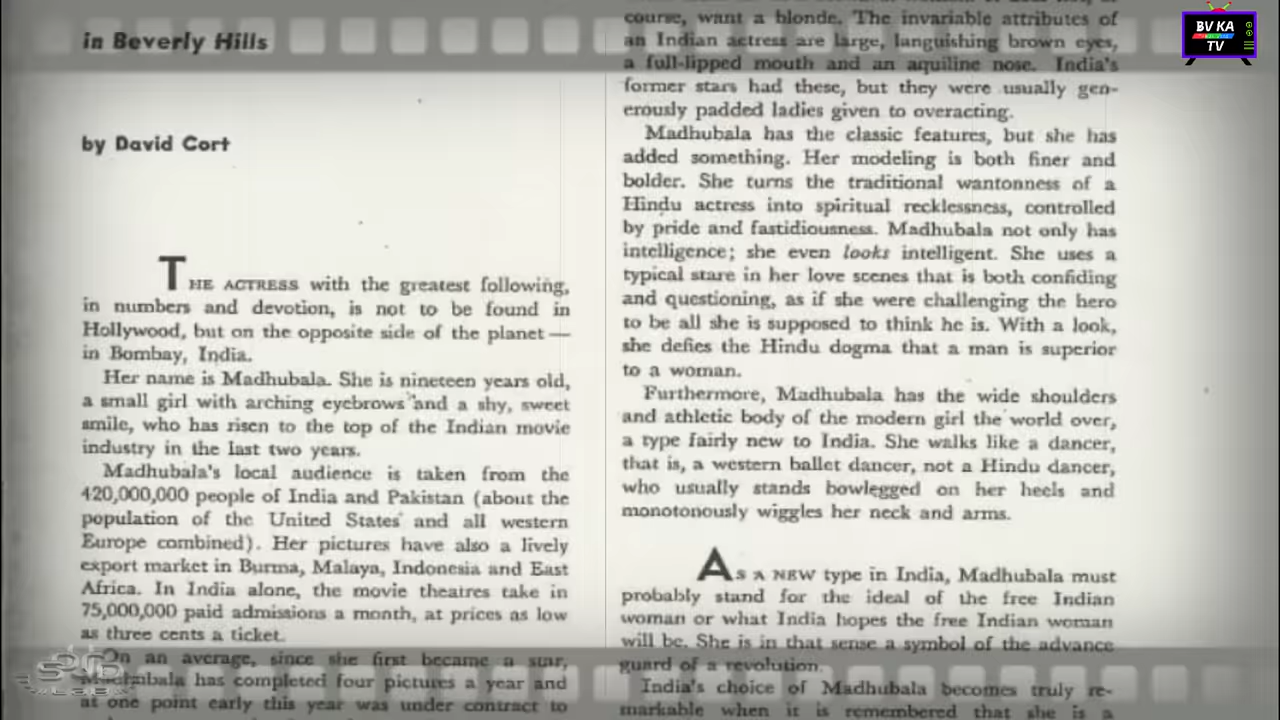 in Beverly Hills
by David Cort
THE ACTRESS with the greatest following,
in numbers and devotion, is not to be found in
Hollywood, but on the opposite side of the planet —
in Bombay, India.
Her name is Madhubala. She is nineteen years old,
a small girl with arching eyebrows and a shy, sweet
smile, who has risen to the top of the Indian movie
industry in the last two years.
Madhubala's local audience is taken from the
420,000,000 people of India and Pakistan (about the
population of the United States and all western
Europe combined). Her pictures have also a lively
export market in Burma, Malaya, Indonesia and East
Africa. In India alone, the movie theatres take in
75,000,000 paid admissions a month, at prices as low
as three cents a ticket.
On an average, since she first became a star,
Madhubala has completed four pictures a year and
at one point early this year was under contract to
course, want a blonde. The invariable attributes of
an Indian actress are large, languishing brown eyes,
a full-lipped mouth and an aquiline nose. India's
former stars had these, but they were usually gen-
erously padded ladies given to overacting.
Madhubala has the classic features, but she has
added something. Her modeling is both finer and
bolder. She turns the traditional wantonness of a
Hindu actress into spiritual recklessness, controlled
by pride and fastidiousness. Madhubala not only has
intelligence; she even looks intelligent. She uses a
typical stare in her love scenes that is both confiding
and questioning, as if she were challenging the hero
to be all she is supposed to think he is. With a look,
she defies the Hindu dogma that a man is superior
to a woman.
Furthermore, Madhubala has the wide shoulders
and athletic body of the modern girl the world over,
a type fairly new to India. She walks like a dancer,
that is, a western ballet dancer, not a Hindu dancer,
who usually stands bowlegged on her heels and
monotonously wiggles her neck and arms.
AS A NEW type in India, Madhubala must
probably stand for the ideal of the free Indian
woman or what India hopes the free Indian woman
will be. She is in that sense a symbol of the advance
guard of a revolution.
India's choice of Madhubala becomes truly re-
markable when it is remembered that she is a
BV KA
TV
LAB